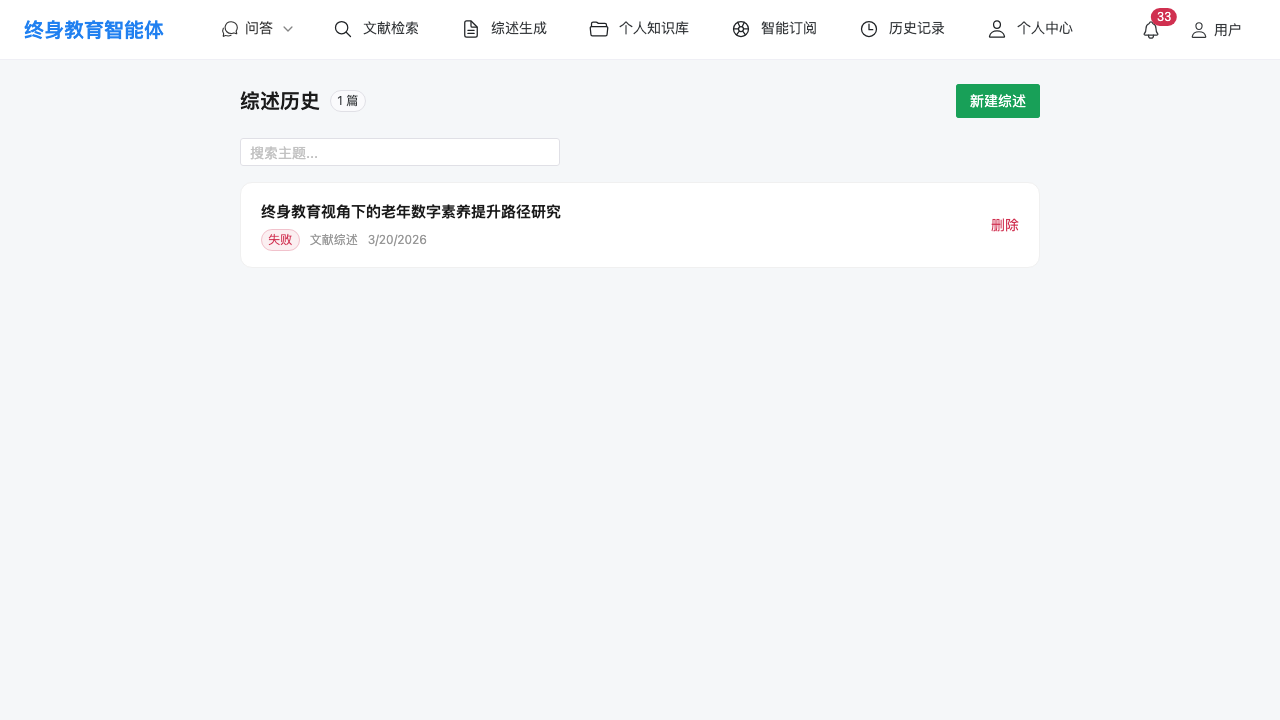 终身教育智能体
问答
文献检索
综述生成
个人知识库
智能订阅
历史记录
个人中心
33
用户
综述历史
1 篇
新建综述
搜索主题...
终身教育视角下的老年数字素养提升路径研究
失败 文献综述 3/20/2026
删除